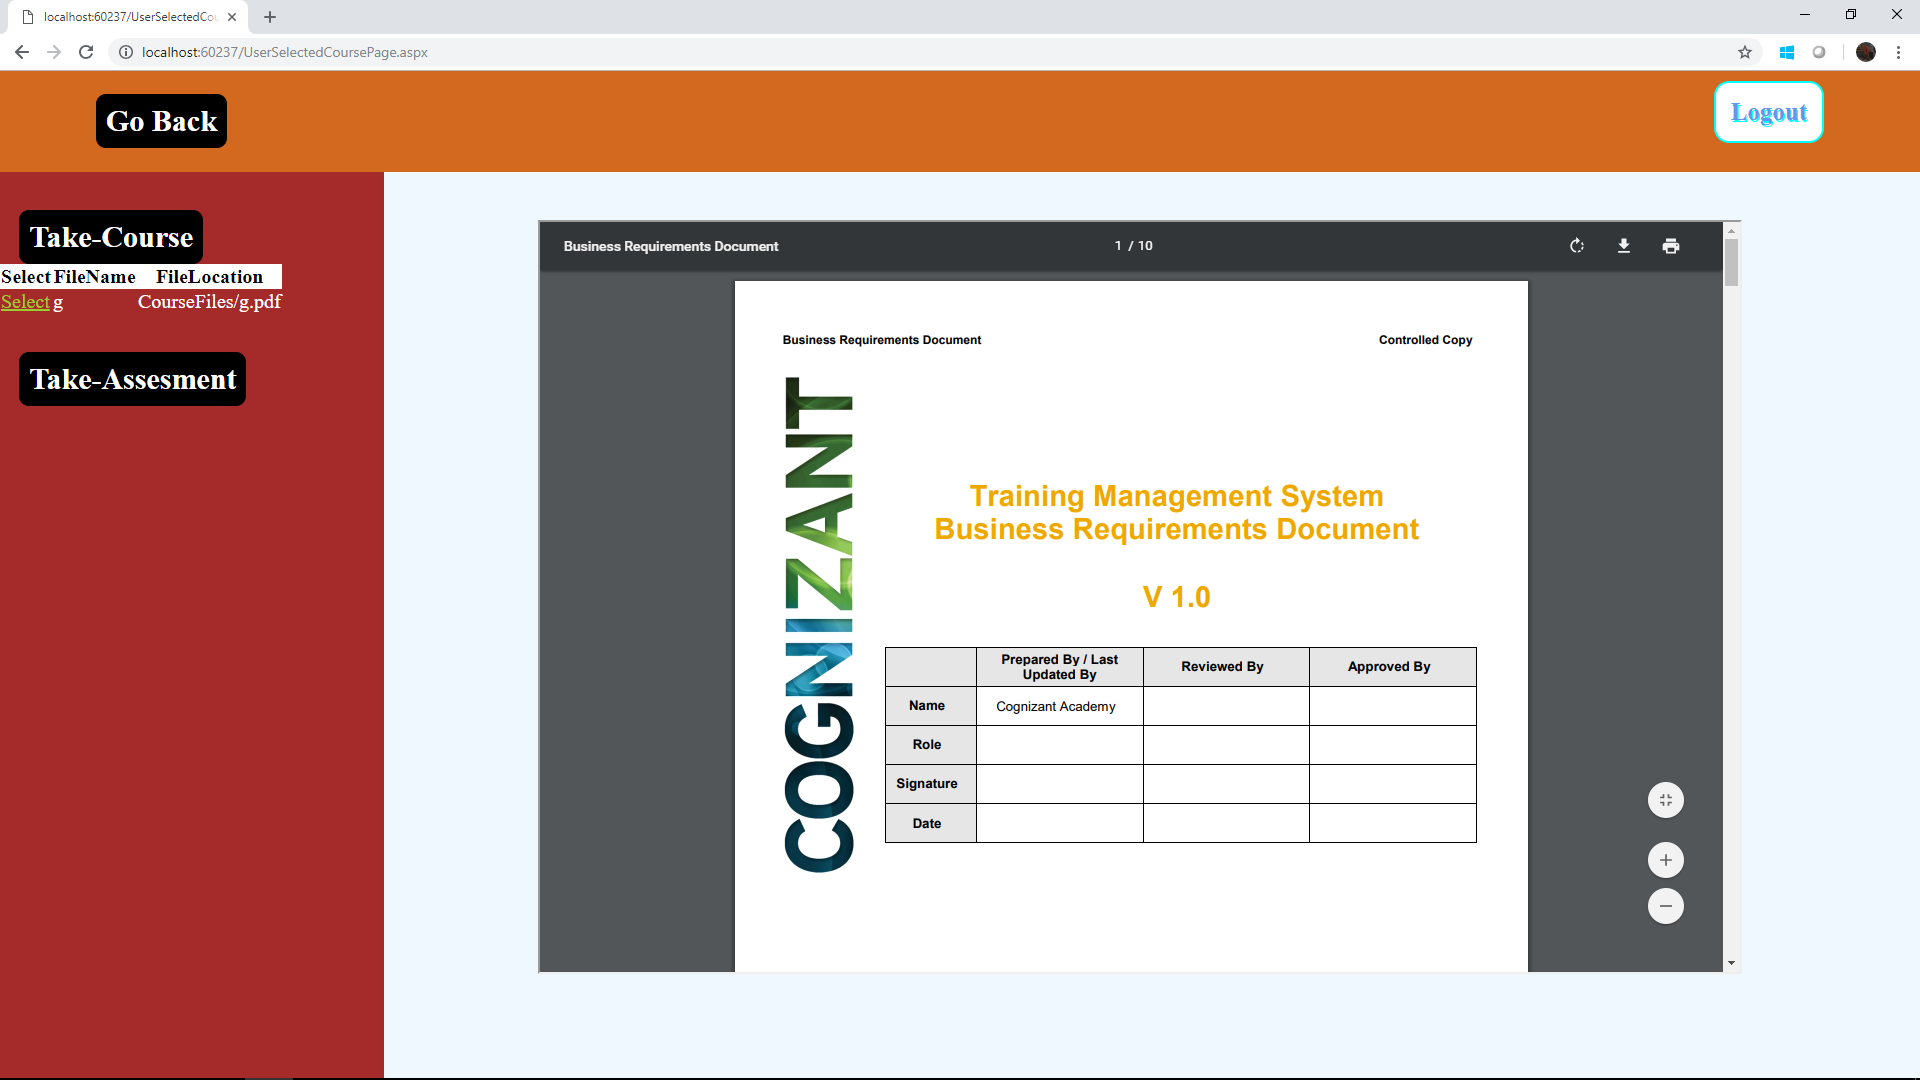 localhost:60237/UserSelectedCou
localhost:60237/UserSelectedCoursePage.aspx
Go Back
Logout
Take-Course
Select FileName FileLocation
Select g CourseFiles/g.pdf
Take-Assesment
Business Requirements Document 1 / 10
Business Requirements Document Controlled Copy
COGNIZANT
Training Management System
Business Requirements Document
V 1.0
Prepared By / Last
Updated By
Reviewed By
Approved By
Name Cognizant Academy
Role
Signature
Date